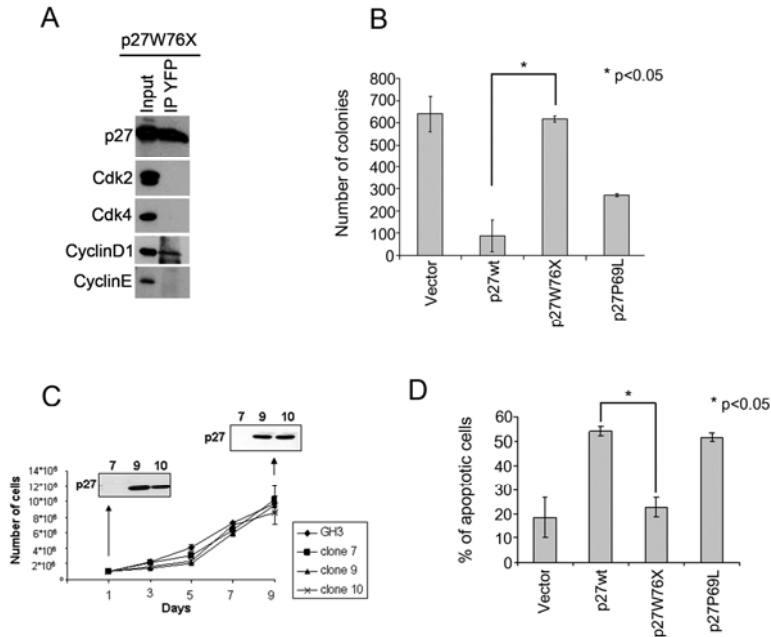 A
p27W76X
Input
IP YFP
p27
Cdk2
Cdk4
CyclinD1
CyclinE
B
*
* p<0.05
Number of colonies
800
700
600
500
400
300
200
100
0
Vector
p27wt
p27W76X
p27P69L
C
7 9 10
p27
7 9 10
p27
Number of cells
14*10⁶
12*10⁶
10*10⁶
8*10⁶
6*10⁶
4*10⁶
2*10⁶
0
1 3 5 7 9
Days
GH3
clone 7
clone 9
clone 10
D
*
* p<0.05
% of apoptotic cells
60
50
40
30
20
10
0
Vector
p27wt
p27W76X
p27P69L